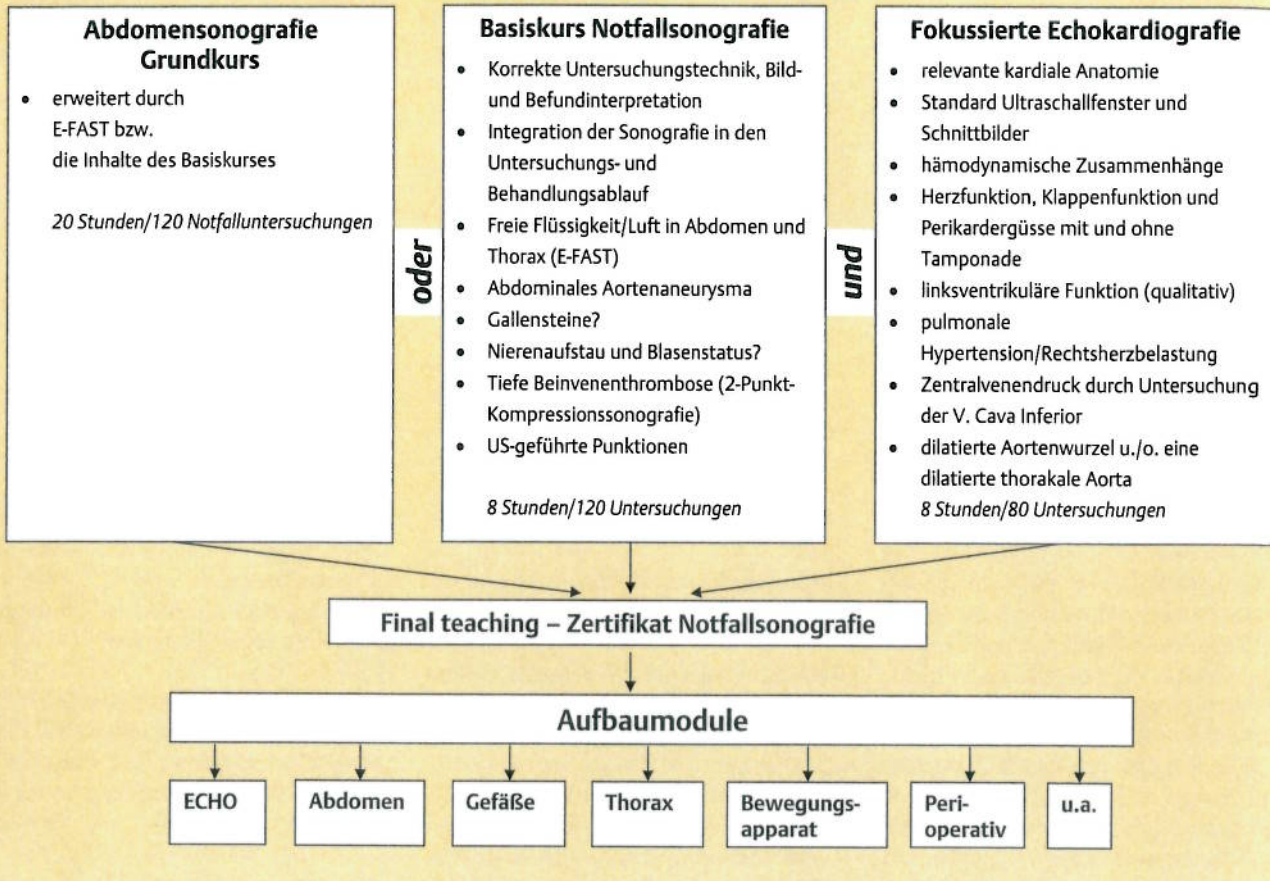 Abdomensonografie
Grundkurs
• erweitert durch
E-FAST bzw.
die Inhalte des Basiskurses
20 Stunden/120 Notfalluntersuchungen
oder
Basiskurs Notfallsonografie
• Korrekte Untersuchungstechnik, Bild-
und Befundinterpretation
• Integration der Sonografie in den
Untersuchungs- und
Behandlungsablauf
• Freie Flüssigkeit/Luft in Abdomen und
Thorax (E-FAST)
• Abdominales Aortenaneurysma
• Gallensteine?
• Nierenaufstau und Blasenstatus?
• Tiefe Beinvenenthrombose (2-Punkt-
Kompressionssonografie)
• US-geführte Punktionen
8 Stunden/120 Untersuchungen
und
Fokussierte Echokardiografie
• relevante kardiale Anatomie
• Standard Ultraschallfenster und
Schnittbilder
• hämodynamische Zusammenhänge
• Herzfunktion, Klappenfunktion und
Perikardergüsse mit und ohne
Tamponade
• linksventrikuläre Funktion (qualitativ)
• pulmonale
Hypertension/Rechtsherzbelastung
• Zentralvenendruck durch Untersuchung
der V. Cava Inferior
• dilatierte Aortenwurzel u./o. eine
dilatierte thorakale Aorta
8 Stunden/80 Untersuchungen
Final teaching – Zertifikat Notfallsonografie
Aufbaumodule
ECHO
Abdomen
Gefäße
Thorax
Bewegungs-
apparat
Peri-
operativ
u.a.